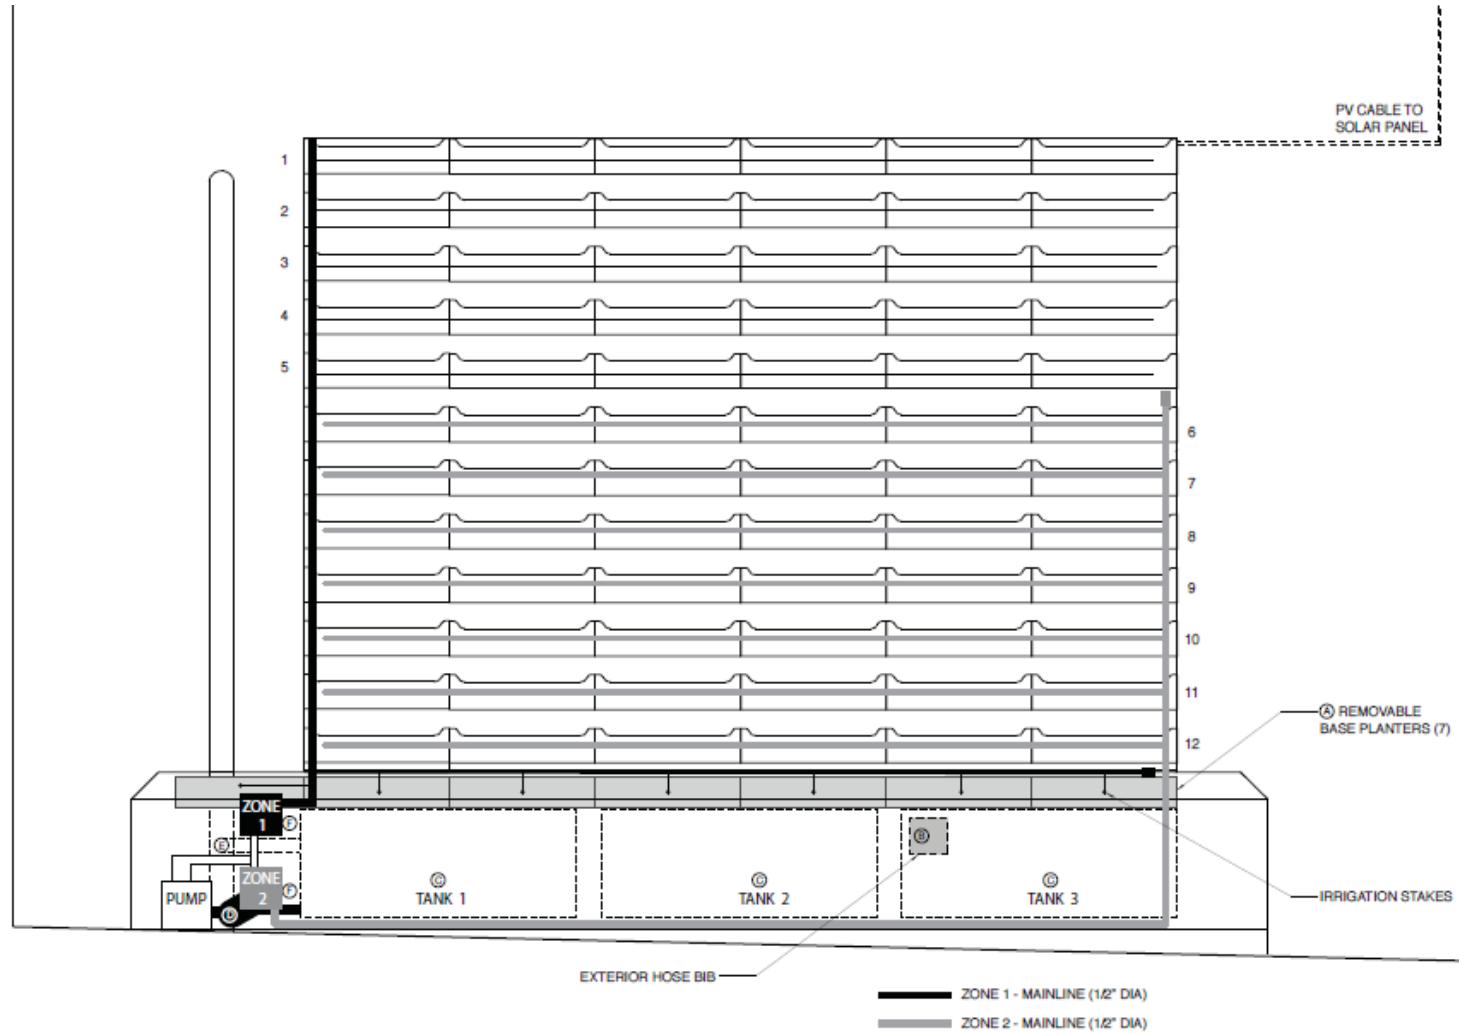 PV CABLE TO
SOLAR PANEL
1
2
3
4
5
6
7
8
9
10
11
12
Ⓐ REMOVABLE
BASE PLANTERS (7)
ZONE
1
Ⓕ
Ⓔ
Ⓑ
ZONE
2
Ⓕ
PUMP
Ⓓ
Ⓒ
TANK 1
Ⓒ
TANK 2
Ⓒ
TANK 3
IRRIGATION STAKES
EXTERIOR HOSE BIB
ZONE 1 - MAINLINE (1/2" DIA)
ZONE 2 - MAINLINE (1/2" DIA)